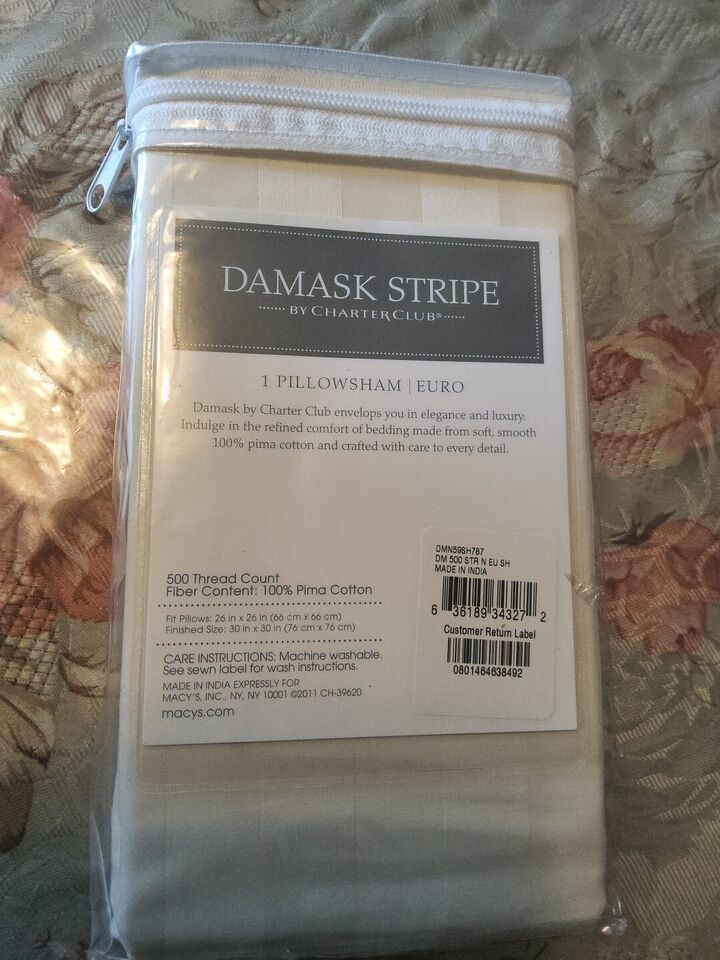 DAMASK STRIPE
BY CHARTER CLUB®
1 PILLOWSHAM | EURO
Damask by Charter Club envelops you in elegance and luxury.
Indulge in the refined comfort of bedding made from soft, smooth
100% pima cotton and crafted with care to every detail.
500 Thread Count
Fiber Content: 100% Pima Cotton
Fit Pillows: 26 in x 26 in (66 cm x 66 cm)
Finished Size: 30 in x 30 in (76 cm x 76 cm)
CARE INSTRUCTIONS: Machine washable.
See sewn label for wash instructions.
MADE IN INDIA EXPRESSLY FOR
MACY'S, INC., NY, NY 10001 ©2011 CH-39620
macys.com
DMN59SH787
DM 500 STR N EU SH
MADE IN INDIA
6 36189 34327 2
Customer Return Label
0801464638492